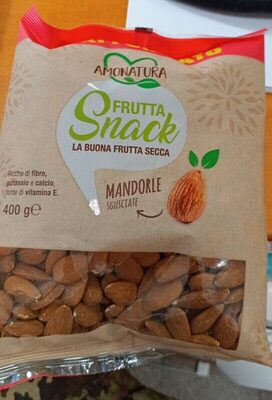 AMONATURA
FRUTTA
Snack
LA BUONA FRUTTA SECCA
Ricche di fibre,
potassio e calcio,
fonte di vitamina E.
MANDORLE
SGUSCIATE
400 g e